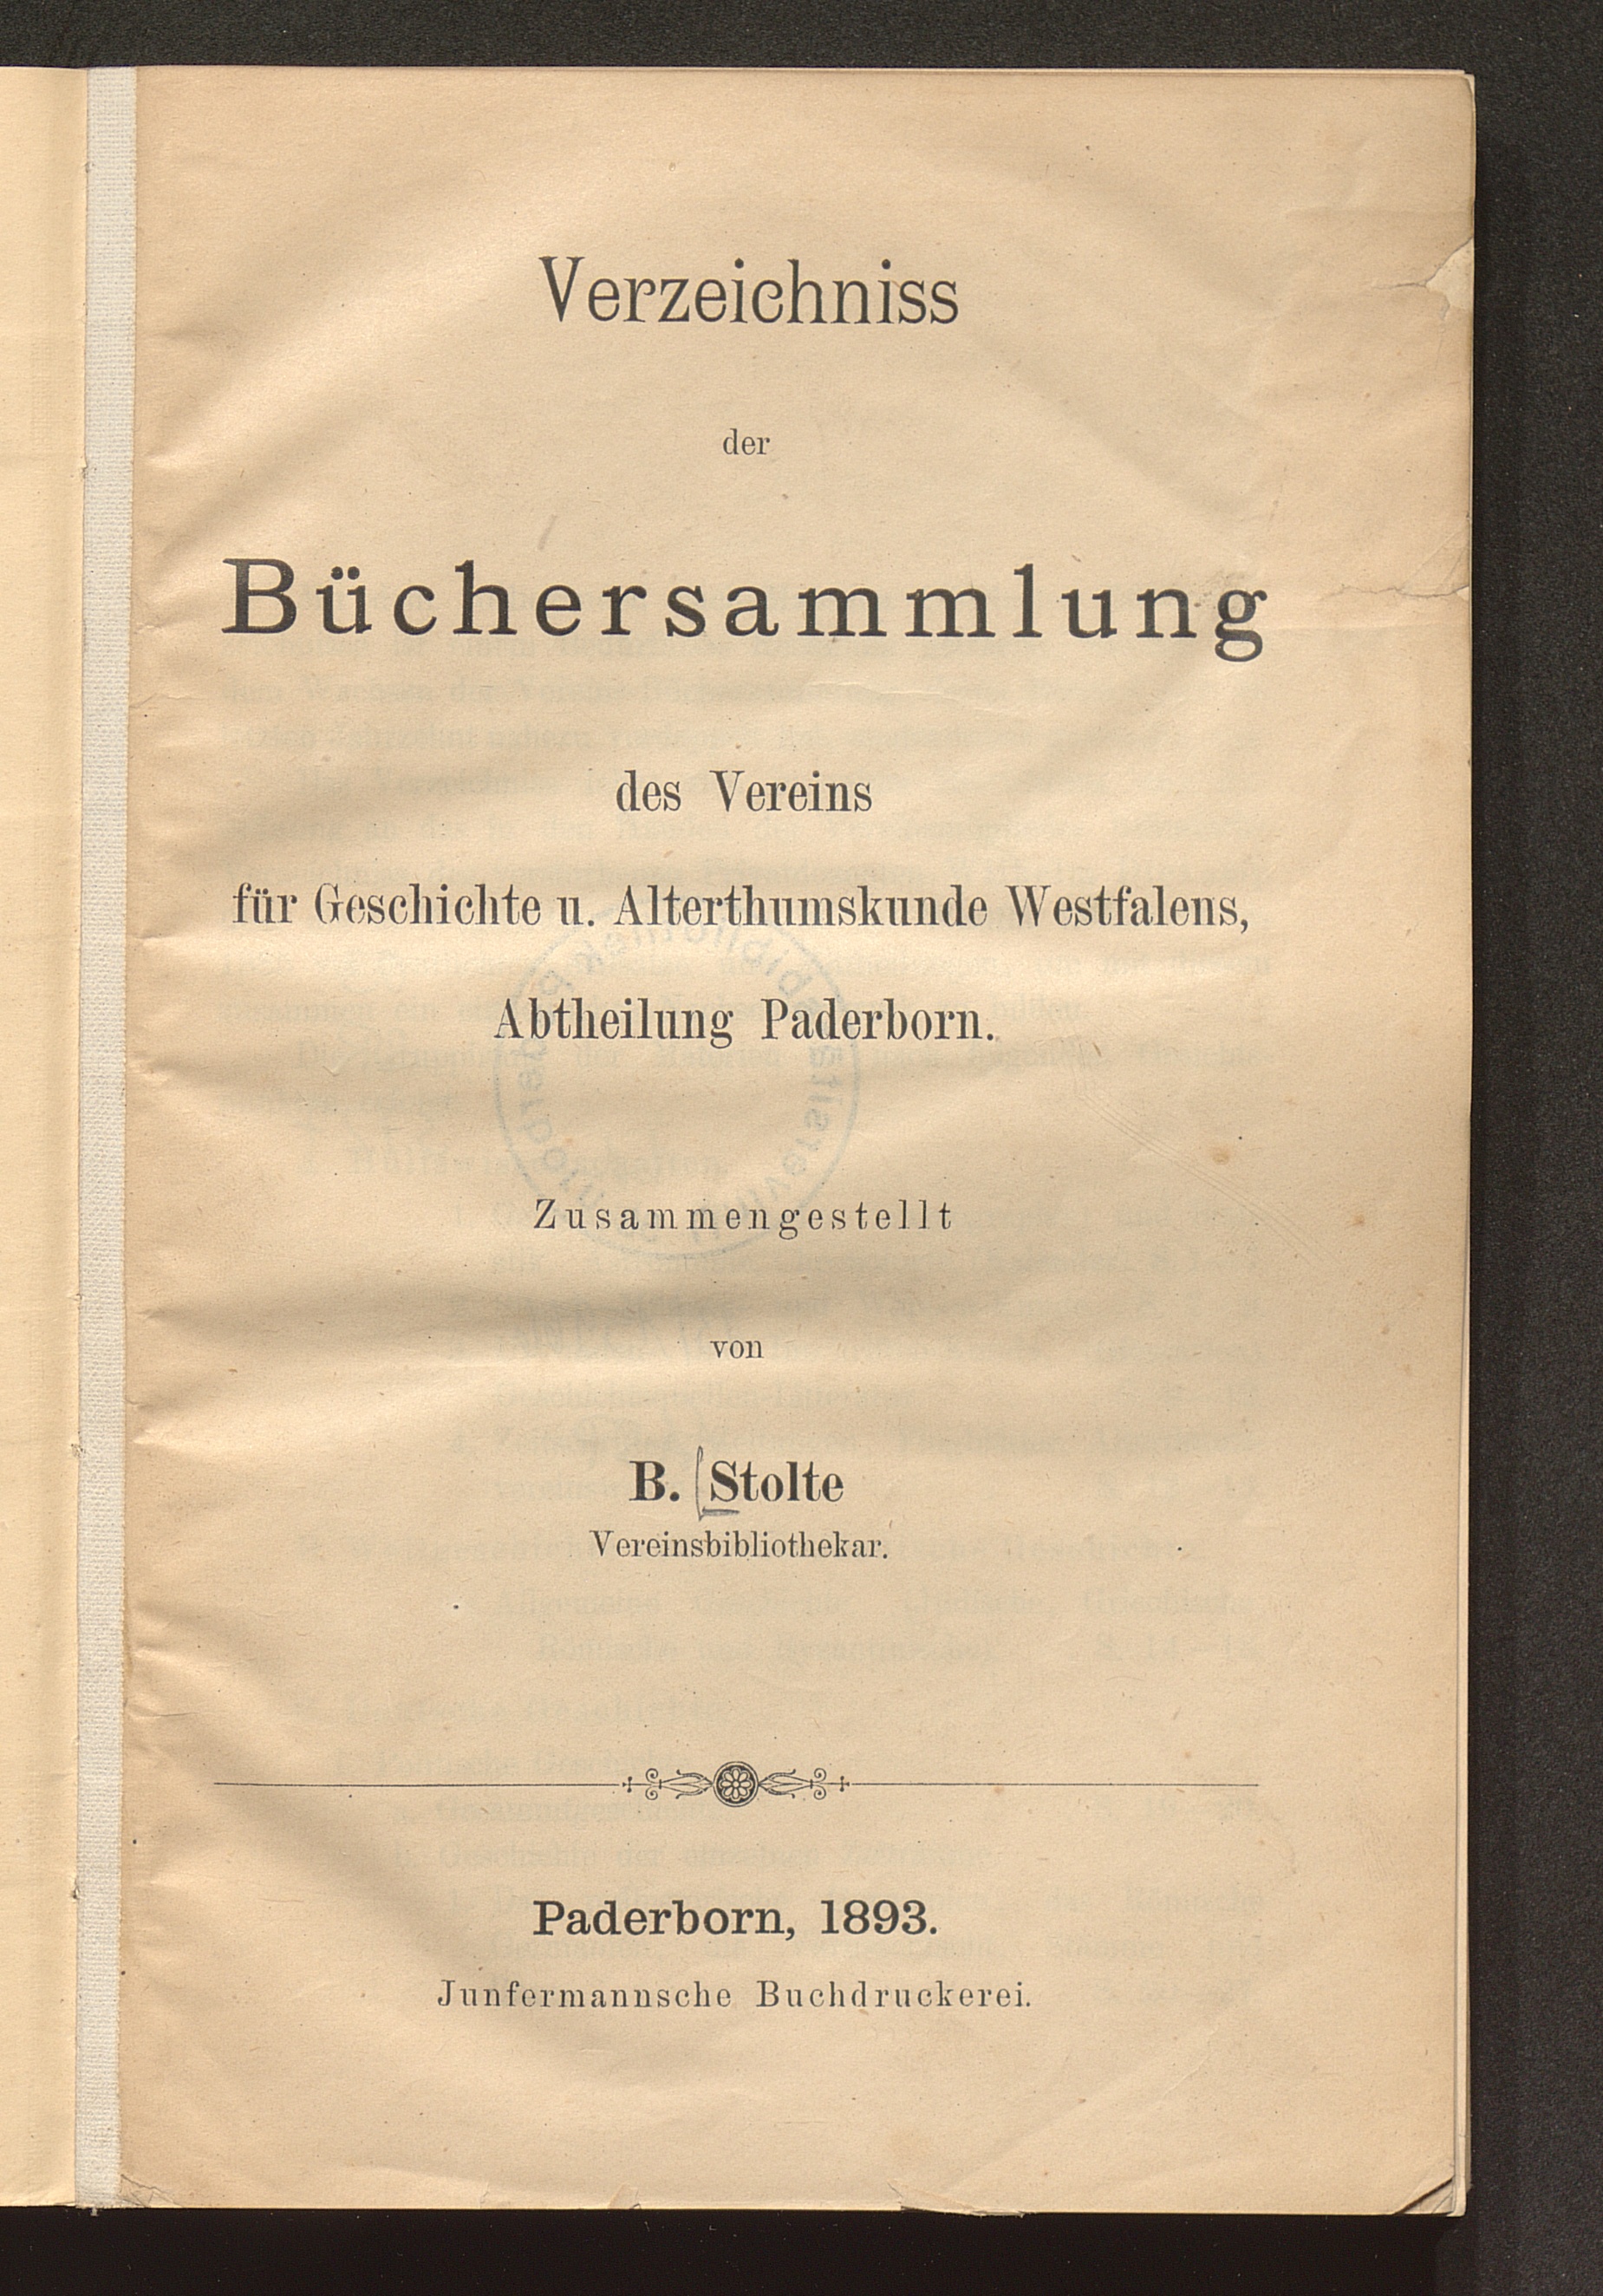 Verzeichniss
der
Büchersammlung
des Vereins
für Geschichte u. Alterthumskunde Westfalens,
Abtheilung Paderborn.
Zusammengestellt
von
B. Stolte
Vereinsbibliothekar.
Paderborn, 1893.
Junfermannsche Buchdruckerei.